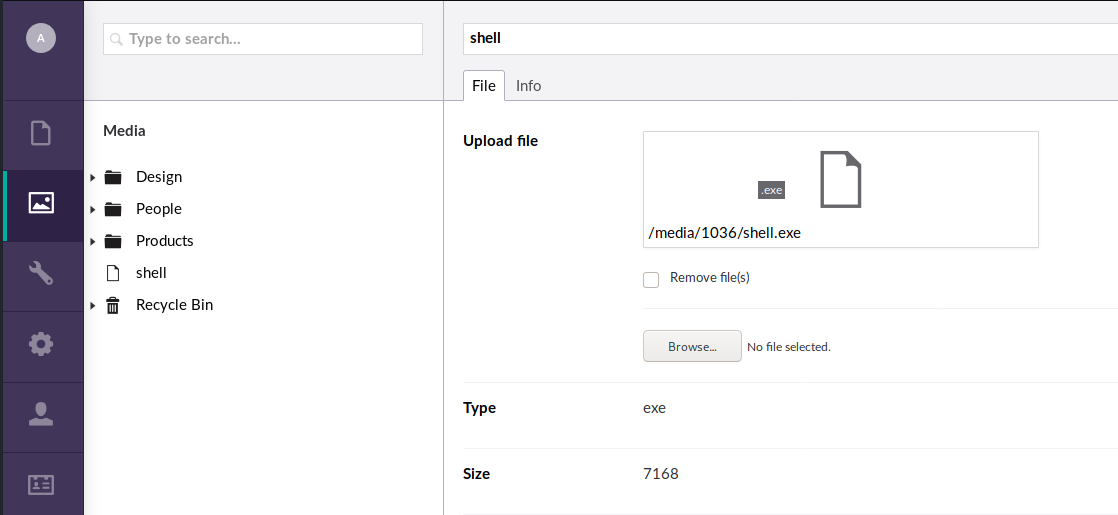 A
Type to search...
Media
Design
People
Products
shell
Recycle Bin
shell
File Info
Upload file
.exe
/media/1036/shell.exe
Remove file(s)
Browse... No file selected.
Type exe
Size 7168